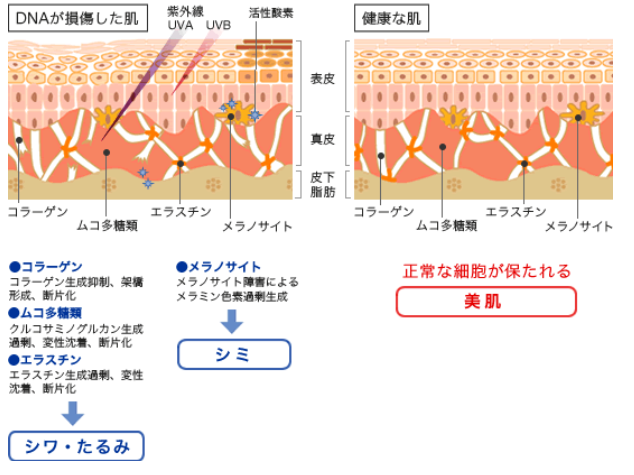 DNAが損傷した肌
紫外線
UVA UVB
活性酸素
健康な肌
表皮
真皮
皮下
脂肪
コラーゲン
ムコ多糖類
エラスチン
メラノサイト
コラーゲン
ムコ多糖類
エラスチン
メラノサイト
●コラーゲン
コラーゲン生成抑制、架橋
形成、断片化
●ムコ多糖類
クルコサミノグルカン生成
過剰、変性沈着、断片化
●エラスチン
エラスチン生成過剰、変性
沈着、断片化
シワ・たるみ
●メラノサイト
メラノサイト障害による
メラミン色素過剰生成
シミ
正常な細胞が保たれる
美肌